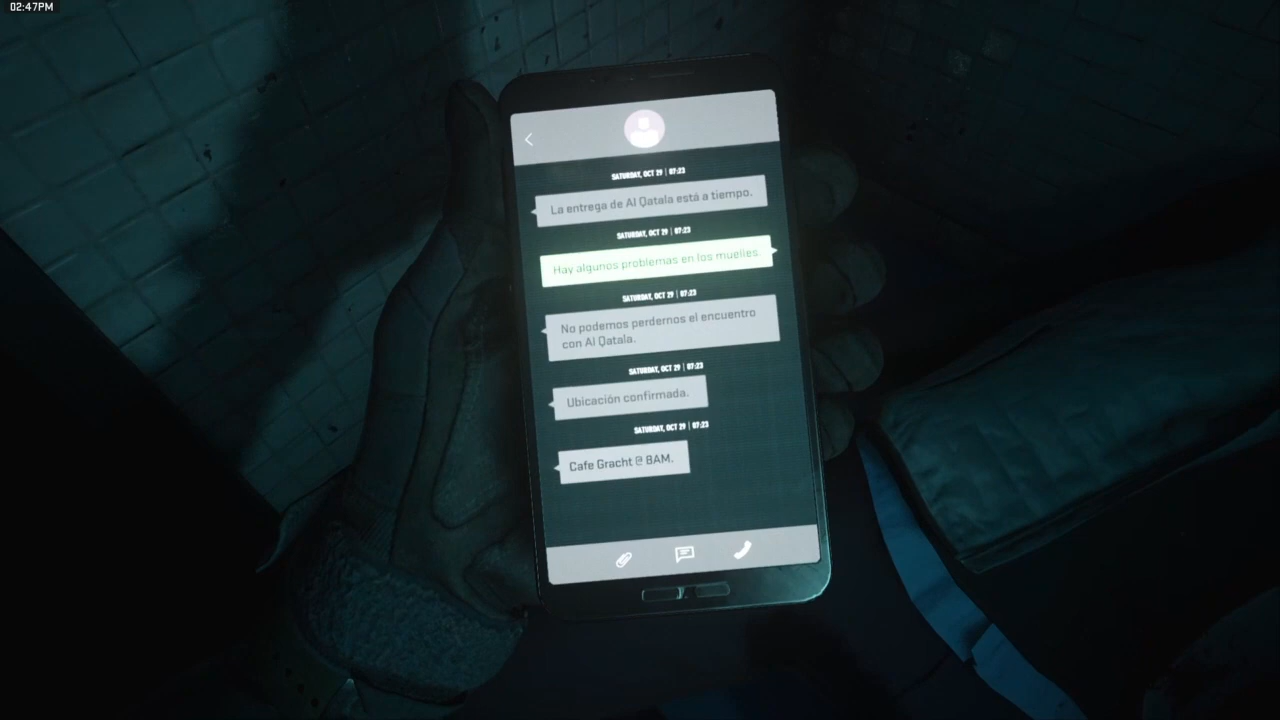 02:47PM
SATURDAY, OCT 29 | 07:23
La entrega de Al Qatala está a tiempo.
SATURDAY, OCT 29 | 07:23
Hay algunos problemas en los muelles.
SATURDAY, OCT 29 | 07:23
No podemos perdernos el encuentro
con Al Qatala.
SATURDAY, OCT 29 | 07:23
Ubicación confirmada.
SATURDAY, OCT 29 | 07:23
Cafe Gracht @ BAM.